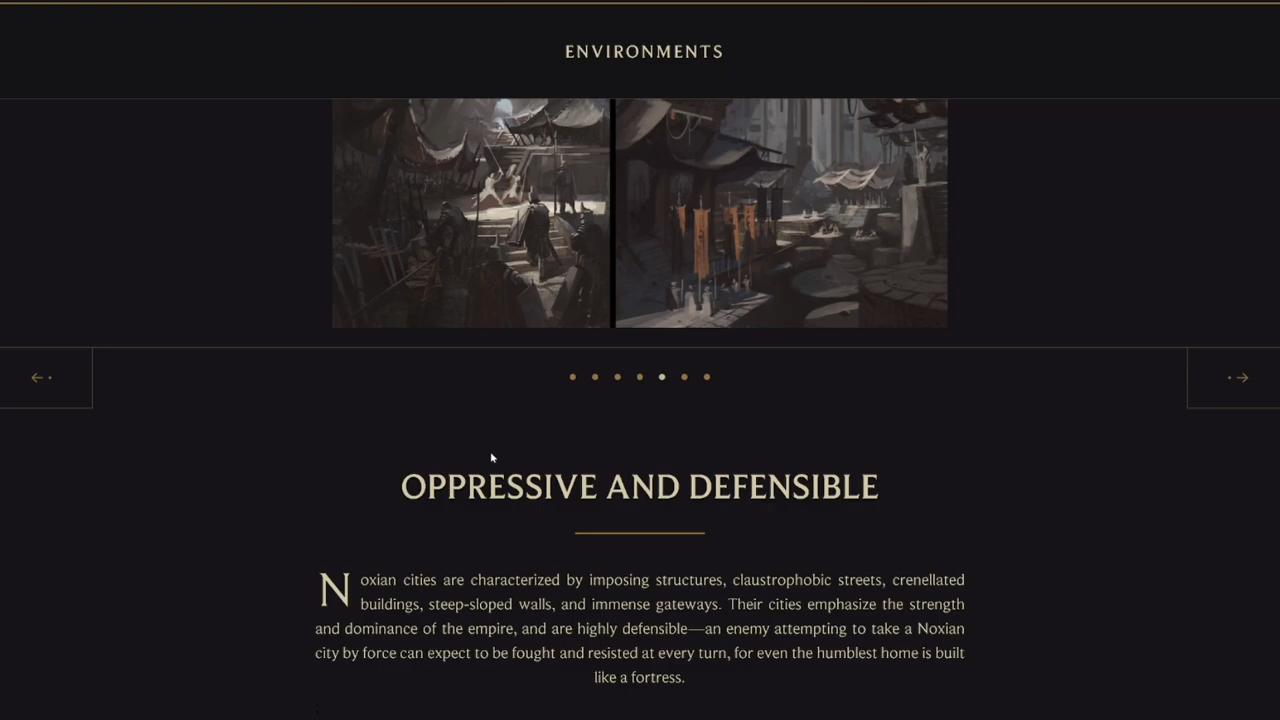 ENVIRONMENTS
OPPRESSIVE AND DEFENSIBLE
Noxian cities are characterized by imposing structures, claustrophobic streets, crenellated
buildings, steep-sloped walls, and immense gateways. Their cities emphasize the strength
and dominance of the empire, and are highly defensible—an enemy attempting to take a Noxian
city by force can expect to be fought and resisted at every turn, for even the humblest home is built
like a fortress.